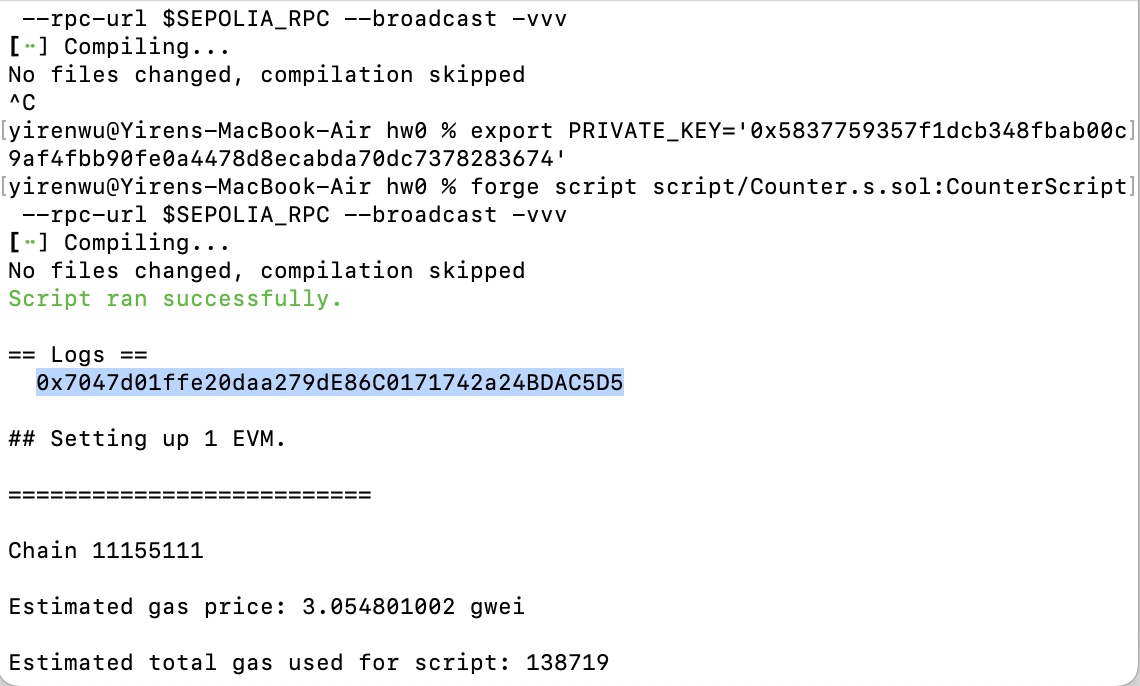 --rpc-url $SEPOLIA_RPC --broadcast -vvv
[⠒] Compiling...
No files changed, compilation skipped
^C
[yirenwu@Yirens-MacBook-Air hw0 % export PRIVATE_KEY='0x5837759357f1dcb348fbab00c]
9af4fbb90fe0a4478d8ecabda70dc7378283674'
[yirenwu@Yirens-MacBook-Air hw0 % forge script script/Counter.s.sol:CounterScript]
--rpc-url $SEPOLIA_RPC --broadcast -vvv
[⠒] Compiling...
No files changed, compilation skipped
Script ran successfully.
== Logs ==
0x7047d01ffe20daa279dE86C0171742a24BDAC5D5
## Setting up 1 EVM.
==========================
Chain 11155111
Estimated gas price: 3.054801002 gwei
Estimated total gas used for script: 138719